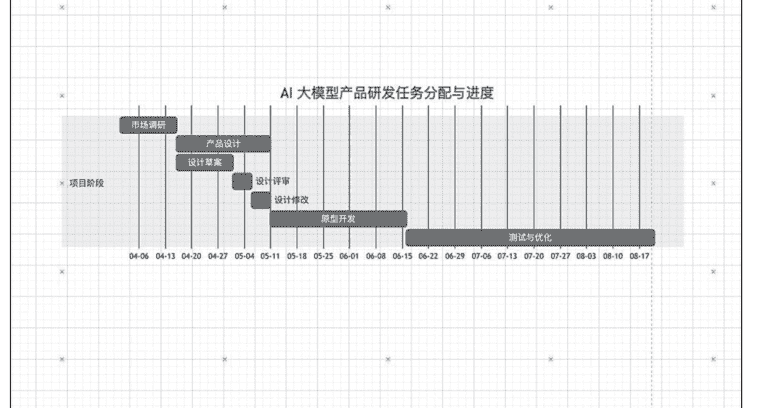 AI 大模型产品研发任务分配与进度
市场调研
产品设计
设计草案
设计评审
项目阶段
设计修改
原型开发
测试与优化
04-06 04-13 04-20 04-27 05-04 05-11 05-18 05-25 06-01 06-08 06-15 06-22 06-29 07-06 07-13 07-20 07-27 08-03 08-10 08-17